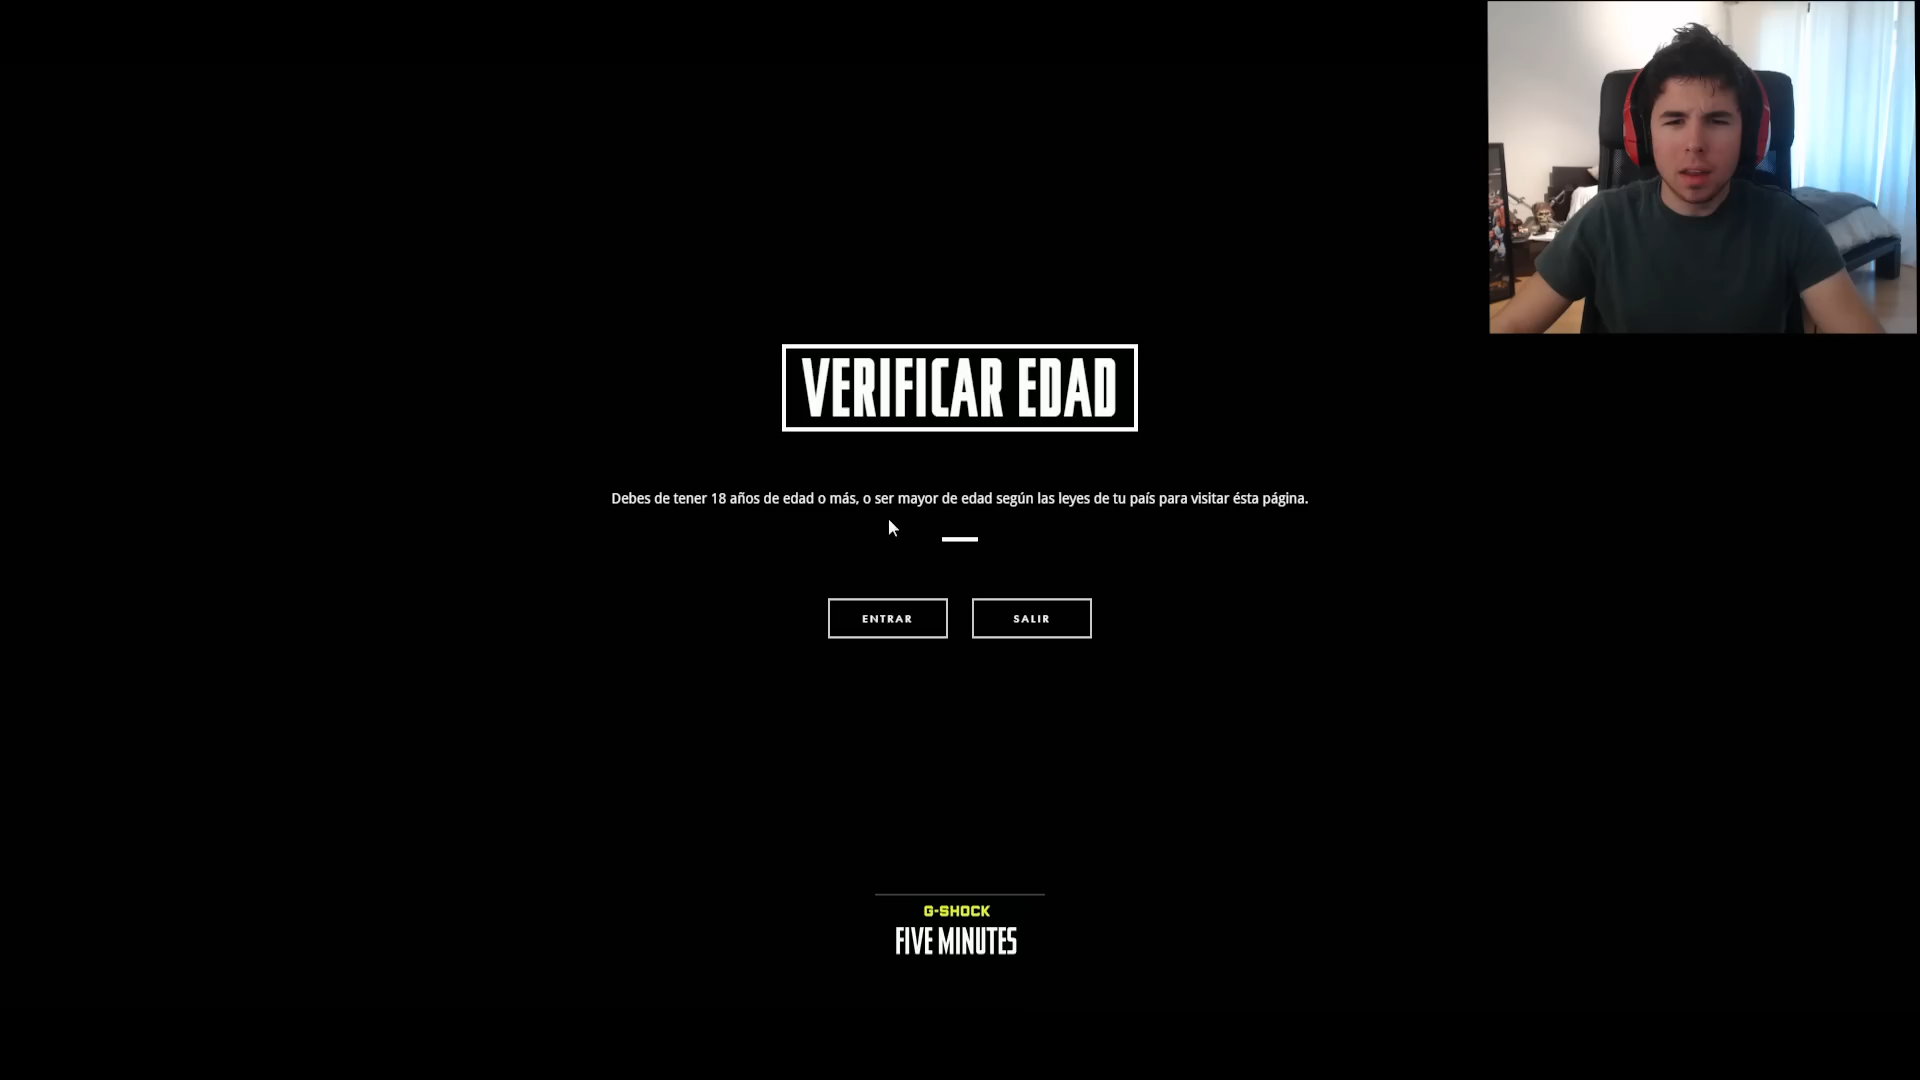 VERIFICAR EDAD
Debes de tener 18 años de edad o más, o ser mayor de edad según las leyes de tu país para visitar ésta página.
ENTRAR
SALIR
G-SHOCK
FIVE MINUTES